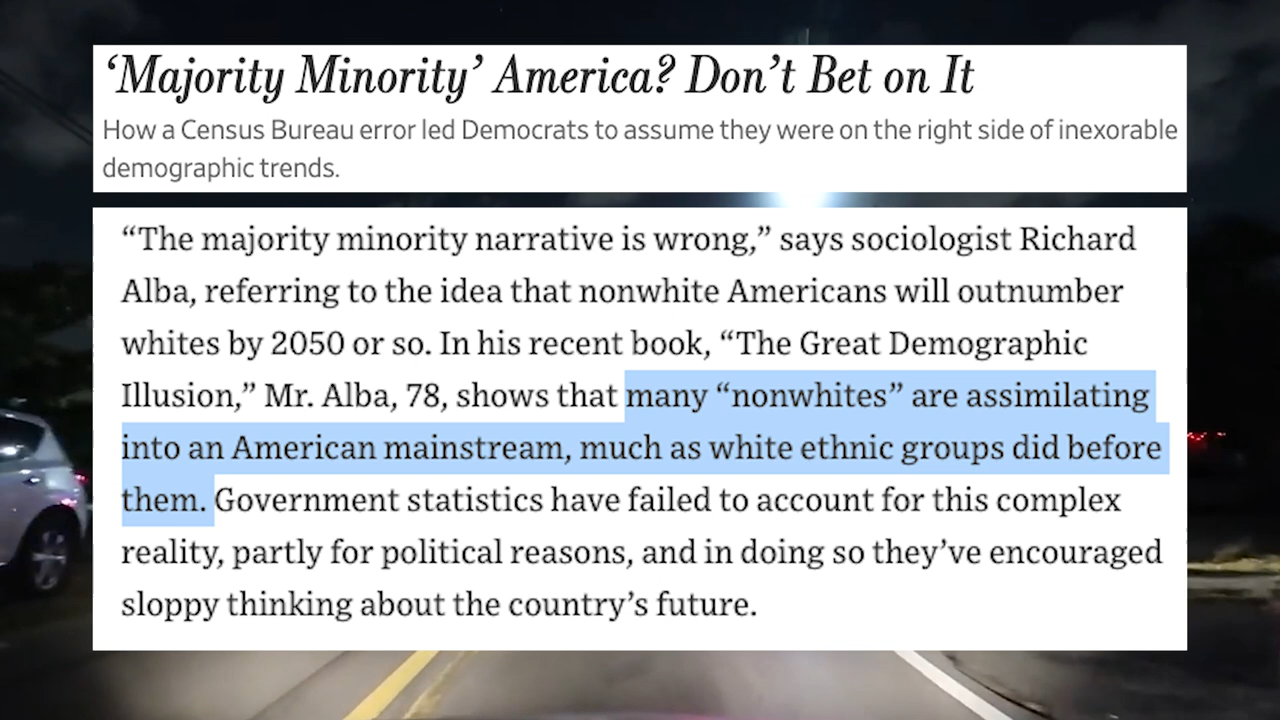 ‘Majority Minority’ America? Don’t Bet on It
How a Census Bureau error led Democrats to assume they were on the right side of inexorable
demographic trends.
“The majority minority narrative is wrong,” says sociologist Richard
Alba, referring to the idea that nonwhite Americans will outnumber
whites by 2050 or so. In his recent book, “The Great Demographic
Illusion,” Mr. Alba, 78, shows that many “nonwhites” are assimilating
into an American mainstream, much as white ethnic groups did before
them. Government statistics have failed to account for this complex
reality, partly for political reasons, and in doing so they’ve encouraged
sloppy thinking about the country’s future.